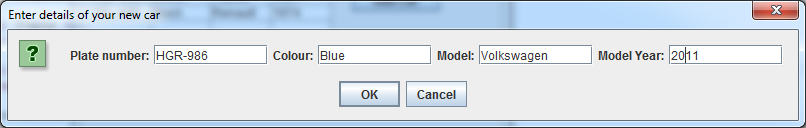 Enter details of your new car
? Plate number: HGR-986 Colour: Blue Model: Volkswagen Model Year: 2011
OK Cancel